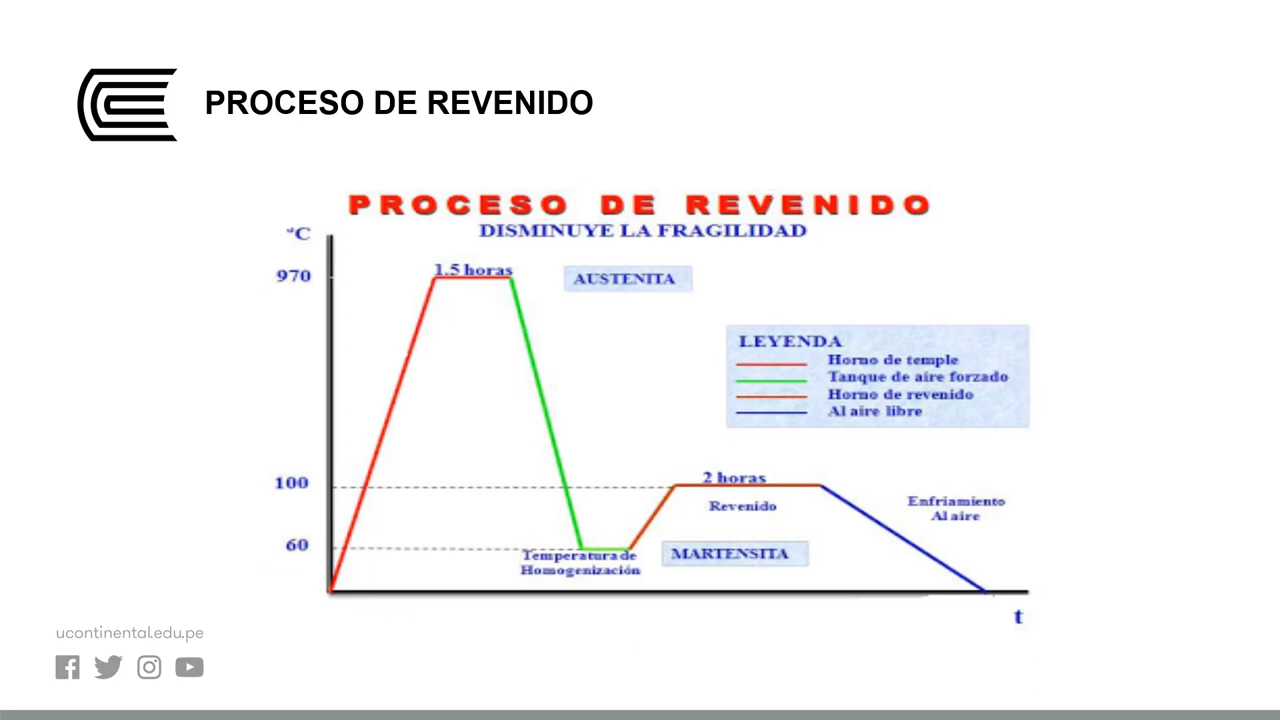 PROCESO DE REVENIDO
PROCESO DE REVENIDO
DISMINUYE LA FRAGILIDAD
ºC
970
1.5 horas
AUSTENITA
LEYENDA
Horno de temple
Tanque de aire forzado
Horno de revenido
Al aire libre
100
2 horas
Revenido
Enfriamiento
Al aire
60
Temperatura de
Homogenización
MARTENSITA
t
ucontinental.edu.pe